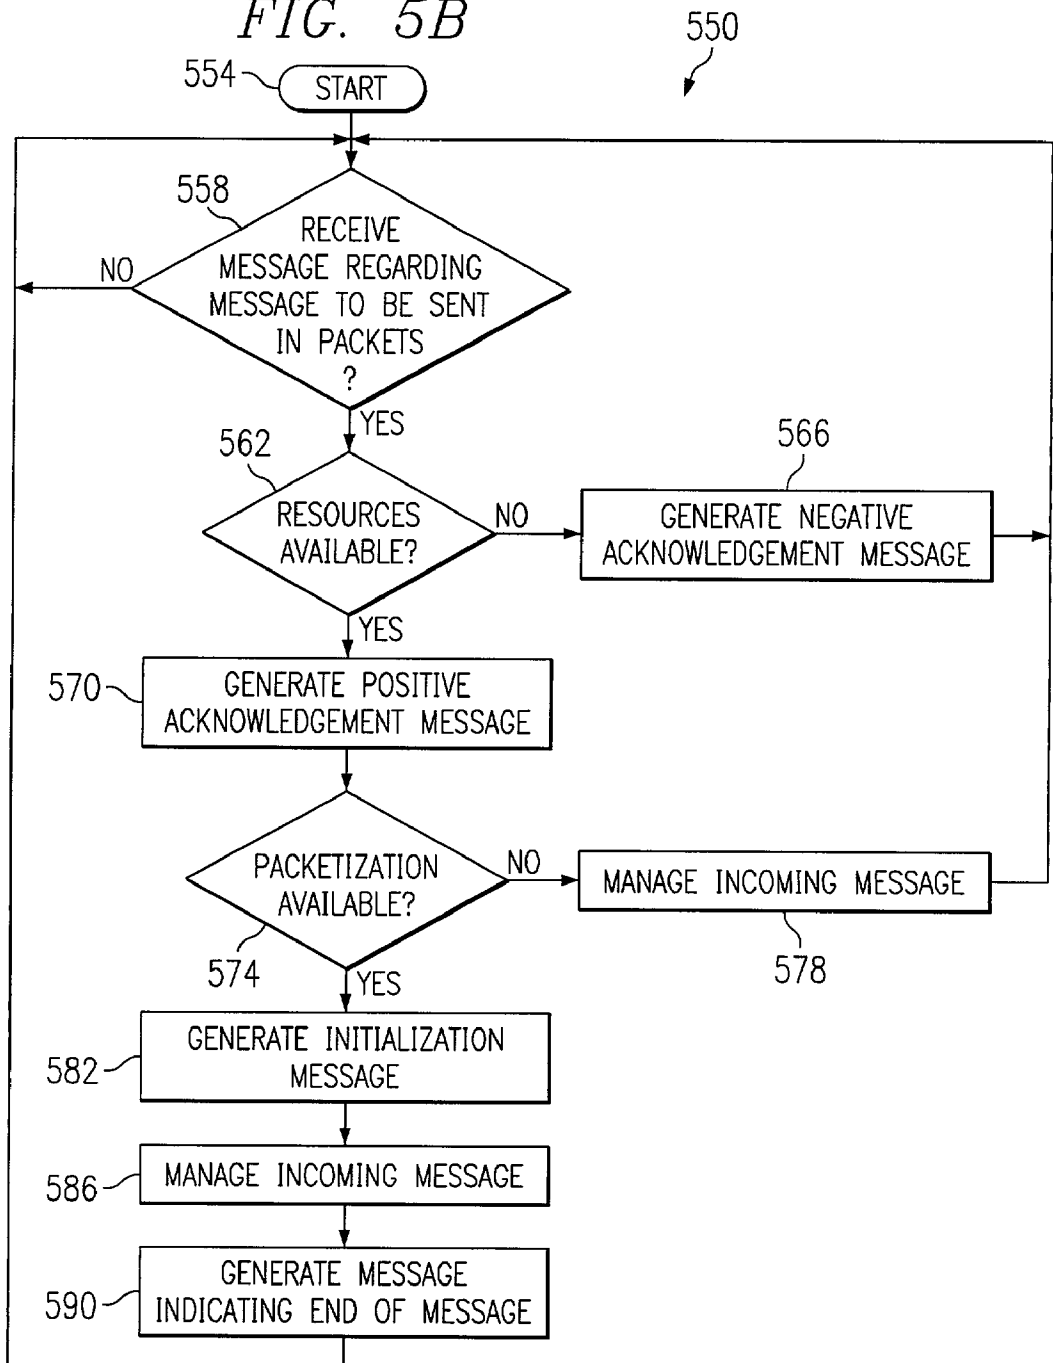 FIG. 5B
550
554
START
558
RECEIVE
MESSAGE REGARDING
MESSAGE TO BE SENT
IN PACKETS
?
NO
YES
562
RESOURCES
AVAILABLE?
NO
566
GENERATE NEGATIVE
ACKNOWLEDGEMENT MESSAGE
YES
570
GENERATE POSITIVE
ACKNOWLEDGEMENT MESSAGE
PACKETIZATION
AVAILABLE?
NO
MANAGE INCOMING MESSAGE
574
578
YES
GENERATE INITIALIZATION
MESSAGE
582
MANAGE INCOMING MESSAGE
586
GENERATE MESSAGE
INDICATING END OF MESSAGE
590